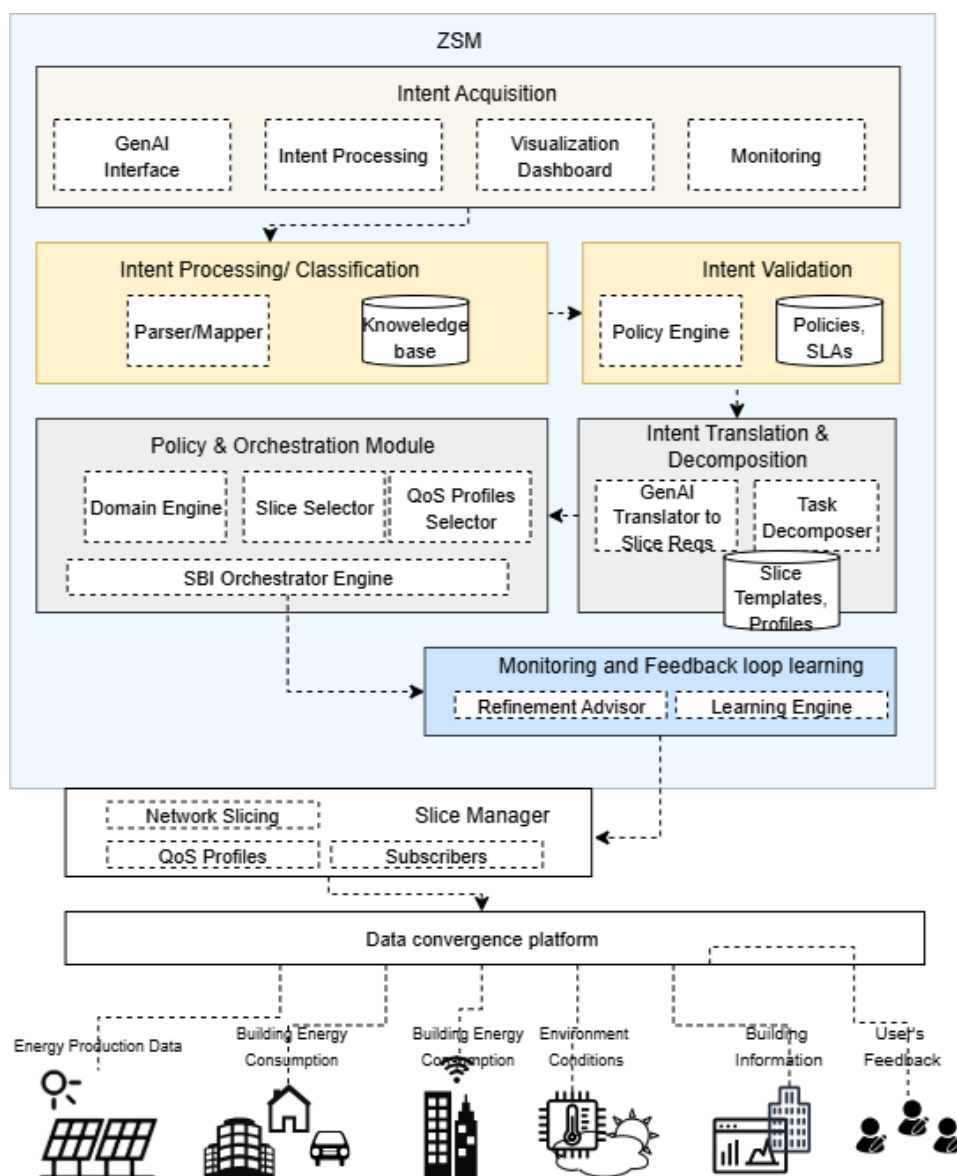 ZSM
Intent Acquisition
GenAI
Interface
Intent Processing
Visualization
Dashboard
Monitoring
Intent Processing/ Classification
Parser/Mapper
Knoweledge
base
Intent Validation
Policy Engine
Policies,
SLAs
Policy & Orchestration Module
Domain Engine
Slice Selector
QoS Profiles
Selector
SBI Orchestrator Engine
Intent Translation &
Decomposition
GenAI
Translator to
Slice Reqs
Task
Decomposer
Slice
Templates,
Profiles
Monitoring and Feedback loop learning
Refinement Advisor
Learning Engine
Network Slicing
Slice Manager
QoS Profiles
Subscribers
Data convergence platform
Energy Production Data
Building Energy
Consumption
Building Energy
Consumption
Environment
Conditions
Building
Information
User's
Feedback